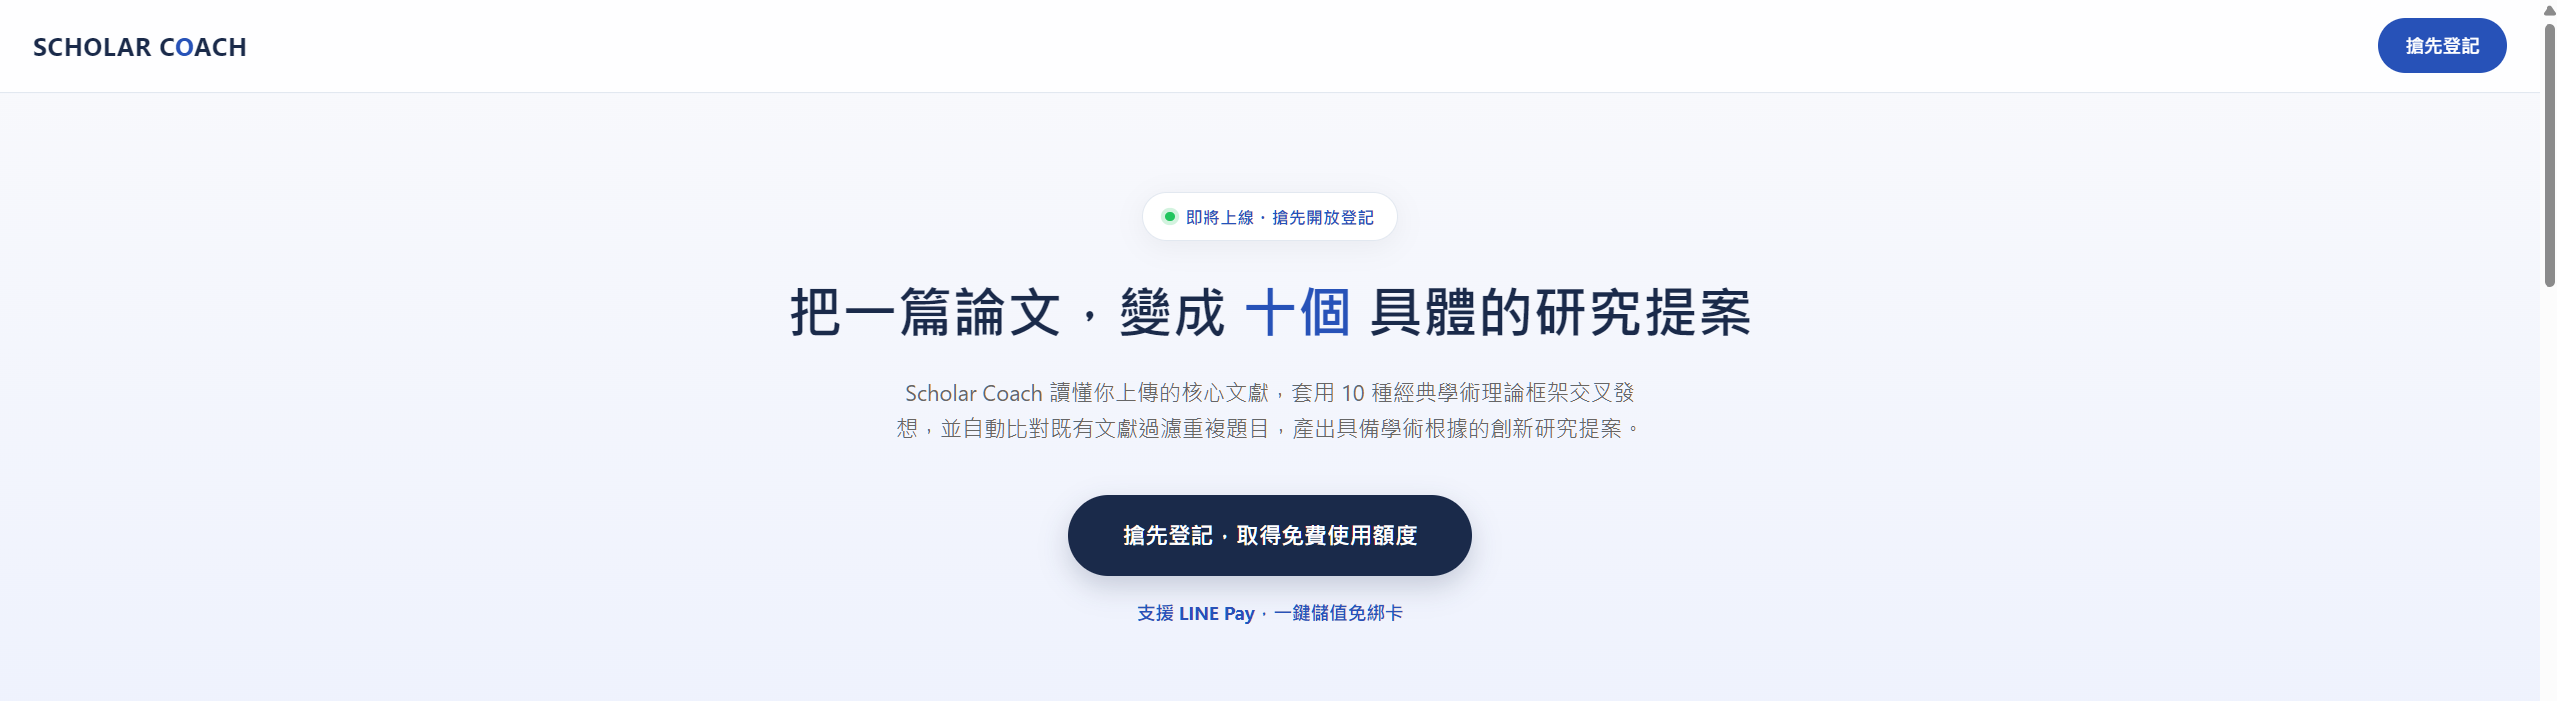 SCHOLAR COACH
搶先登記
即將上線・搶先開放登記
把一篇論文，變成 十個 具體的研究提案
Scholar Coach 讀懂你上傳的核心文獻，套用 10 種經典學術理論框架交叉發
想，並自動比對既有文獻過濾重複題目，產出具備學術根據的創新研究提案。
搶先登記，取得免費使用額度
支援 LINE Pay・一鍵儲值免綁卡